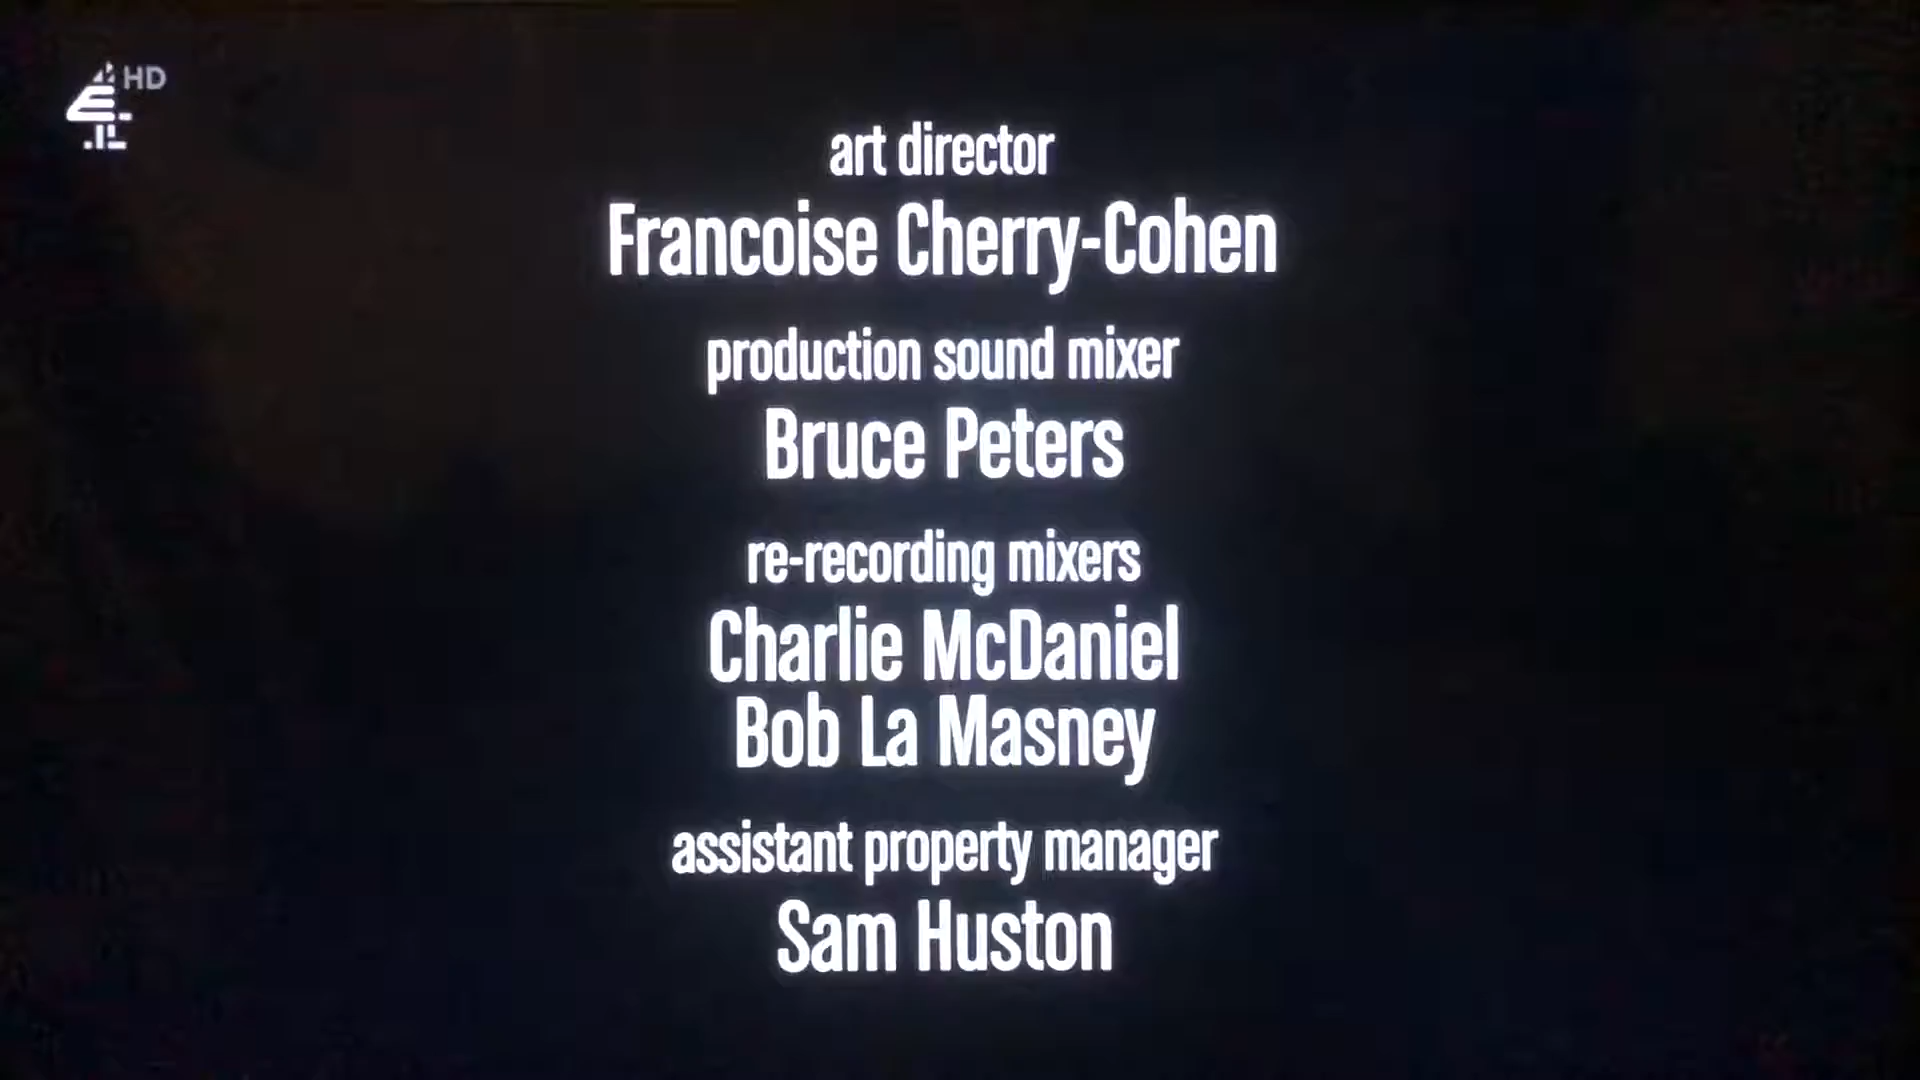 4 HD
art director
Francoise Cherry-Cohen
production sound mixer
Bruce Peters
re-recording mixers
Charlie McDaniel
Bob La Masney
assistant property manager
Sam Huston